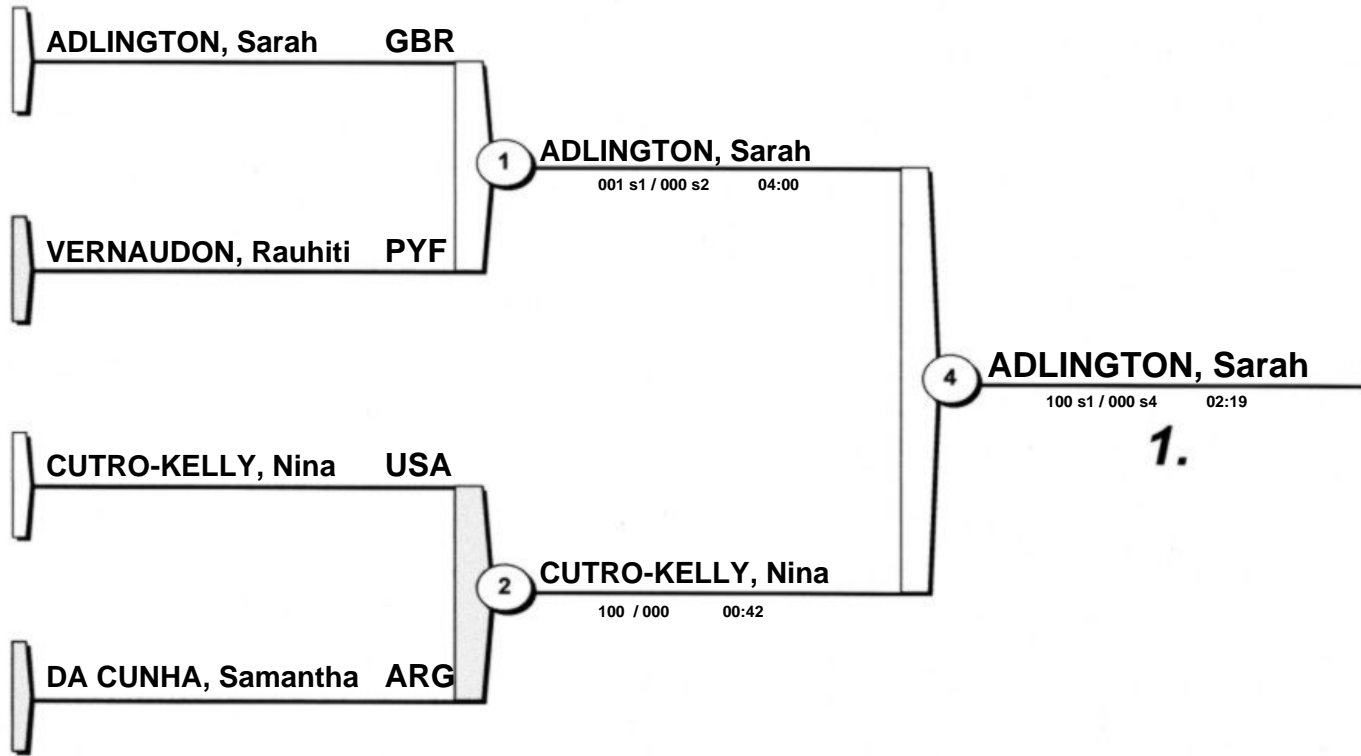 ADLINGTON, Sarah GBR
1 ADLINGTON, Sarah
001 s1 / 000 s2 04:00
VERNAUDON, Rauhiti PYF
4 ADLINGTON, Sarah
100 s1 / 000 s4 02:19
1.
CUTRO-KELLY, Nina USA
2 CUTRO-KELLY, Nina
100 / 000 00:42
DA CUNHA, Samantha ARG